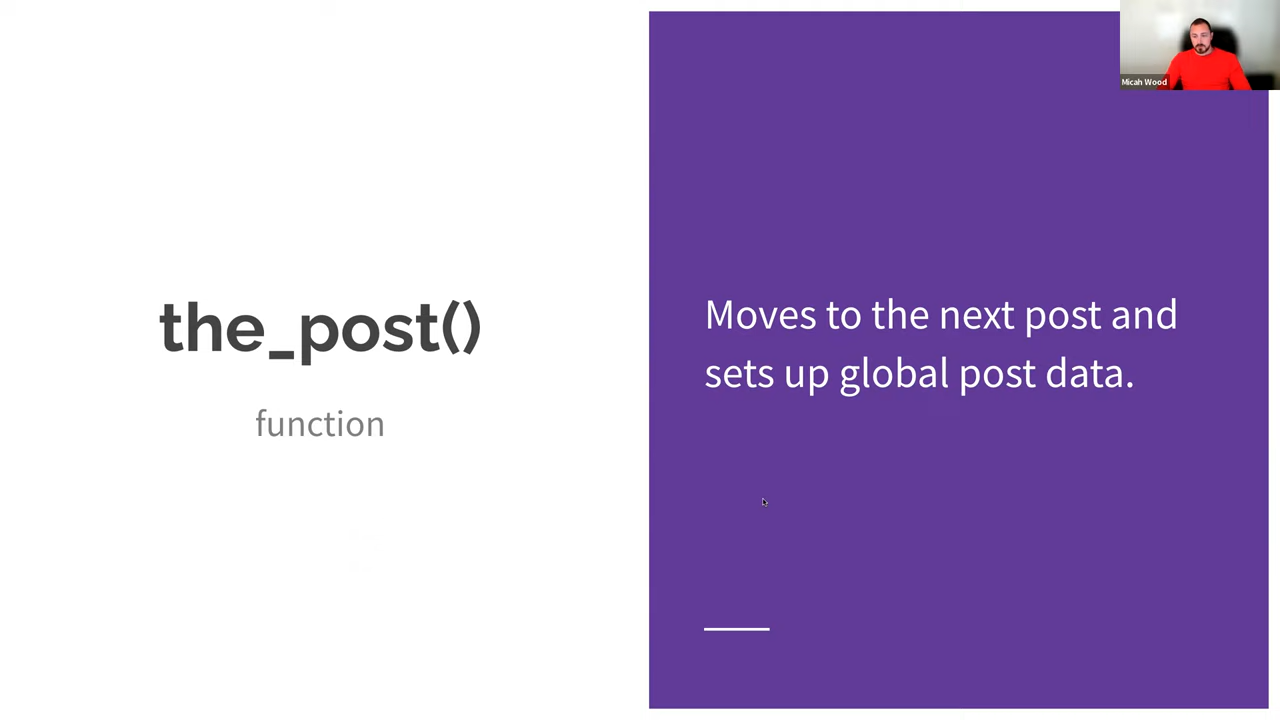 the_post()
function
Moves to the next post and
sets up global post data.
Micah Wood